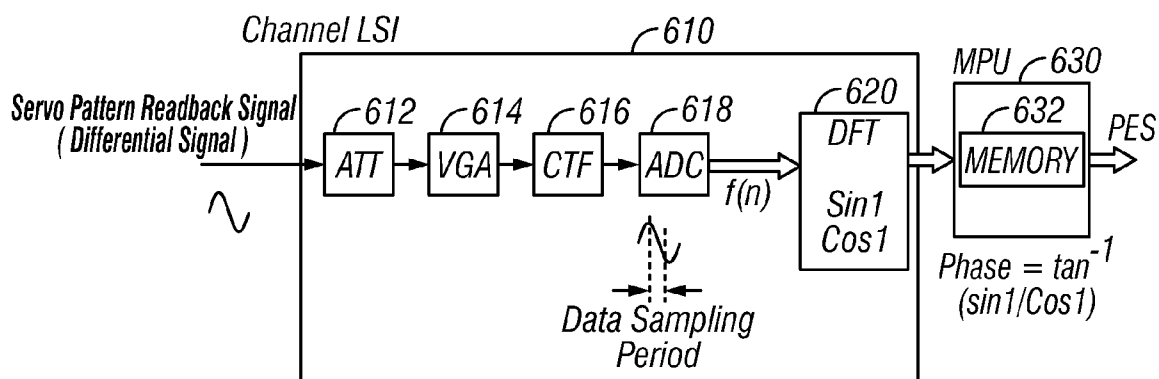 Channel LSI
610
Servo Pattern Readback Signal
( Differential Signal )
612
614
616
618
ATT
VGA
CTF
ADC
f(n)
Data Sampling
Period
620
DFT
Sin1
Cos1
MPU
630
632
MEMORY
PES
Phase = tan-1
(sin1/Cos1)